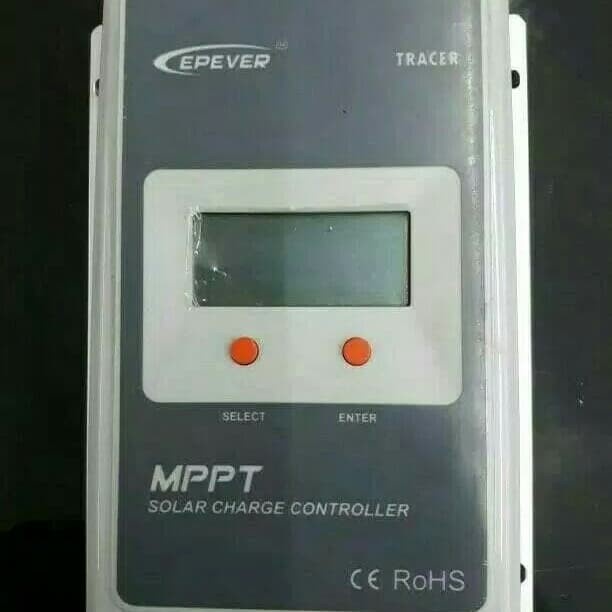 EPEVER
TRACER
SELECT
ENTER
MPPT
SOLAR CHARGE CONTROLLER
CE RoHS